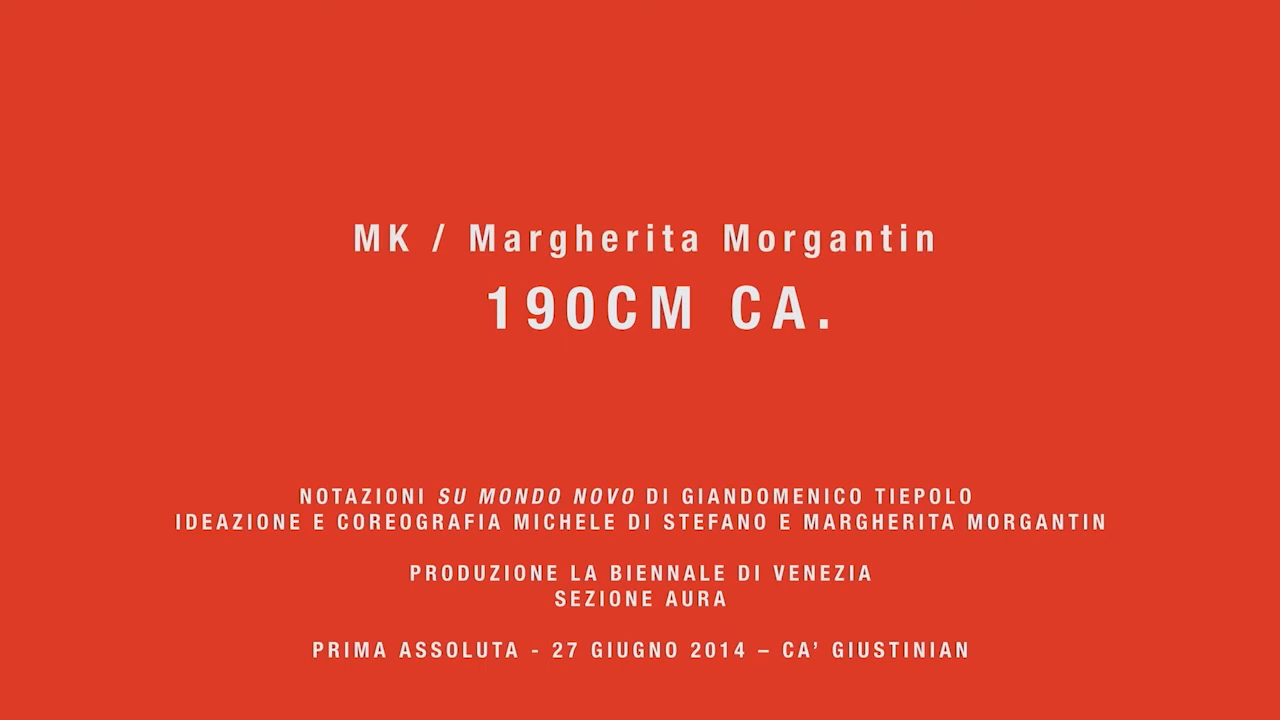 MK / Margherita Morgantin
190CM CA.
NOTAZIONI SU MONDO NOVO DI GIANDOMENICO TIEPOLO
IDEAZIONE E COREOGRAFIA MICHELE DI STEFANO E MARGHERITA MORGANTIN
PRODUZIONE LA BIENNALE DI VENEZIA
SEZIONE AURA
PRIMA ASSOLUTA - 27 GIUGNO 2014 – CA’ GIUSTINIAN